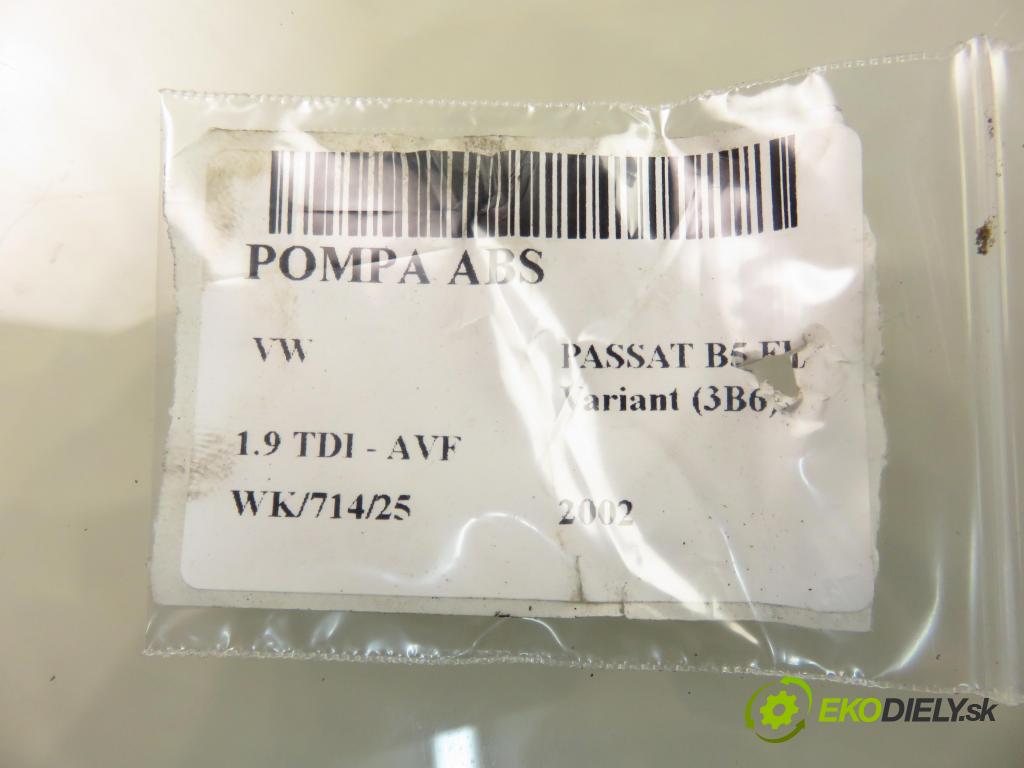 POMPA ABS
VW
PASSAT B5 FL
Variant (3B6)
1.9 TDI - AVF
WK/714/25
2002
EKODIELY.sk